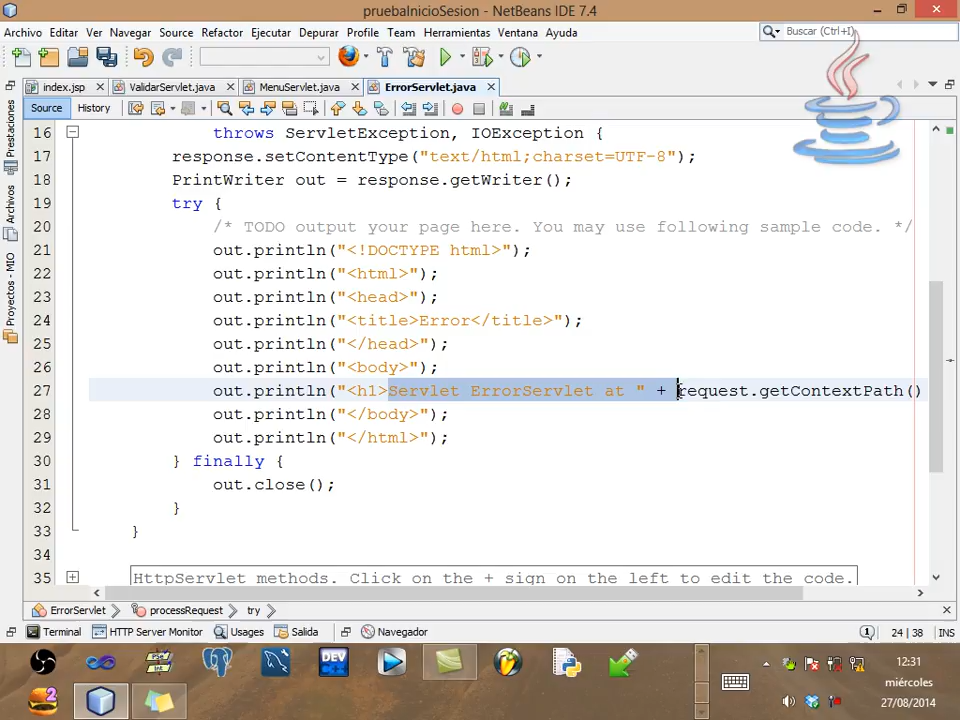 pruebaInicioSesion - NetBeans IDE 7.4
Archivo Editar Ver Navegar Source Refactor Ejecutar Depurar Profile Team Herramientas Ventana Ayuda
Buscar (Ctrl+I)
index.jsp ValidarServlet.java MenuServlet.java ErrorServlet.java
Source History
Prestaciones
Archivos
Proyectos - MIO
16 throws ServletException, IOException {
17 response.setContentType("text/html;charset=UTF-8");
18 PrintWriter out = response.getWriter();
19 try {
20 /* TODO output your page here. You may use following sample code. */
21 out.println("<!DOCTYPE html>");
22 out.println("<html>");
23 out.println("<head>");
24 out.println("<title>Error</title>");
25 out.println("</head>");
26 out.println("<body>");
27 out.println("<h1>Servlet ErrorServlet at " + request.getContextPath()
28 out.println("</body>");
29 out.println("</html>");
30 } finally {
31 out.close();
32 }
33 }
34
35 HttpServlet methods. Click on the + sign on the left to edit the code.
ErrorServlet processRequest try
Terminal HTTP Server Monitor Usages Salida Navegador 1 24 | 38 INS
DEV
12:31
miércoles
27/08/2014
2